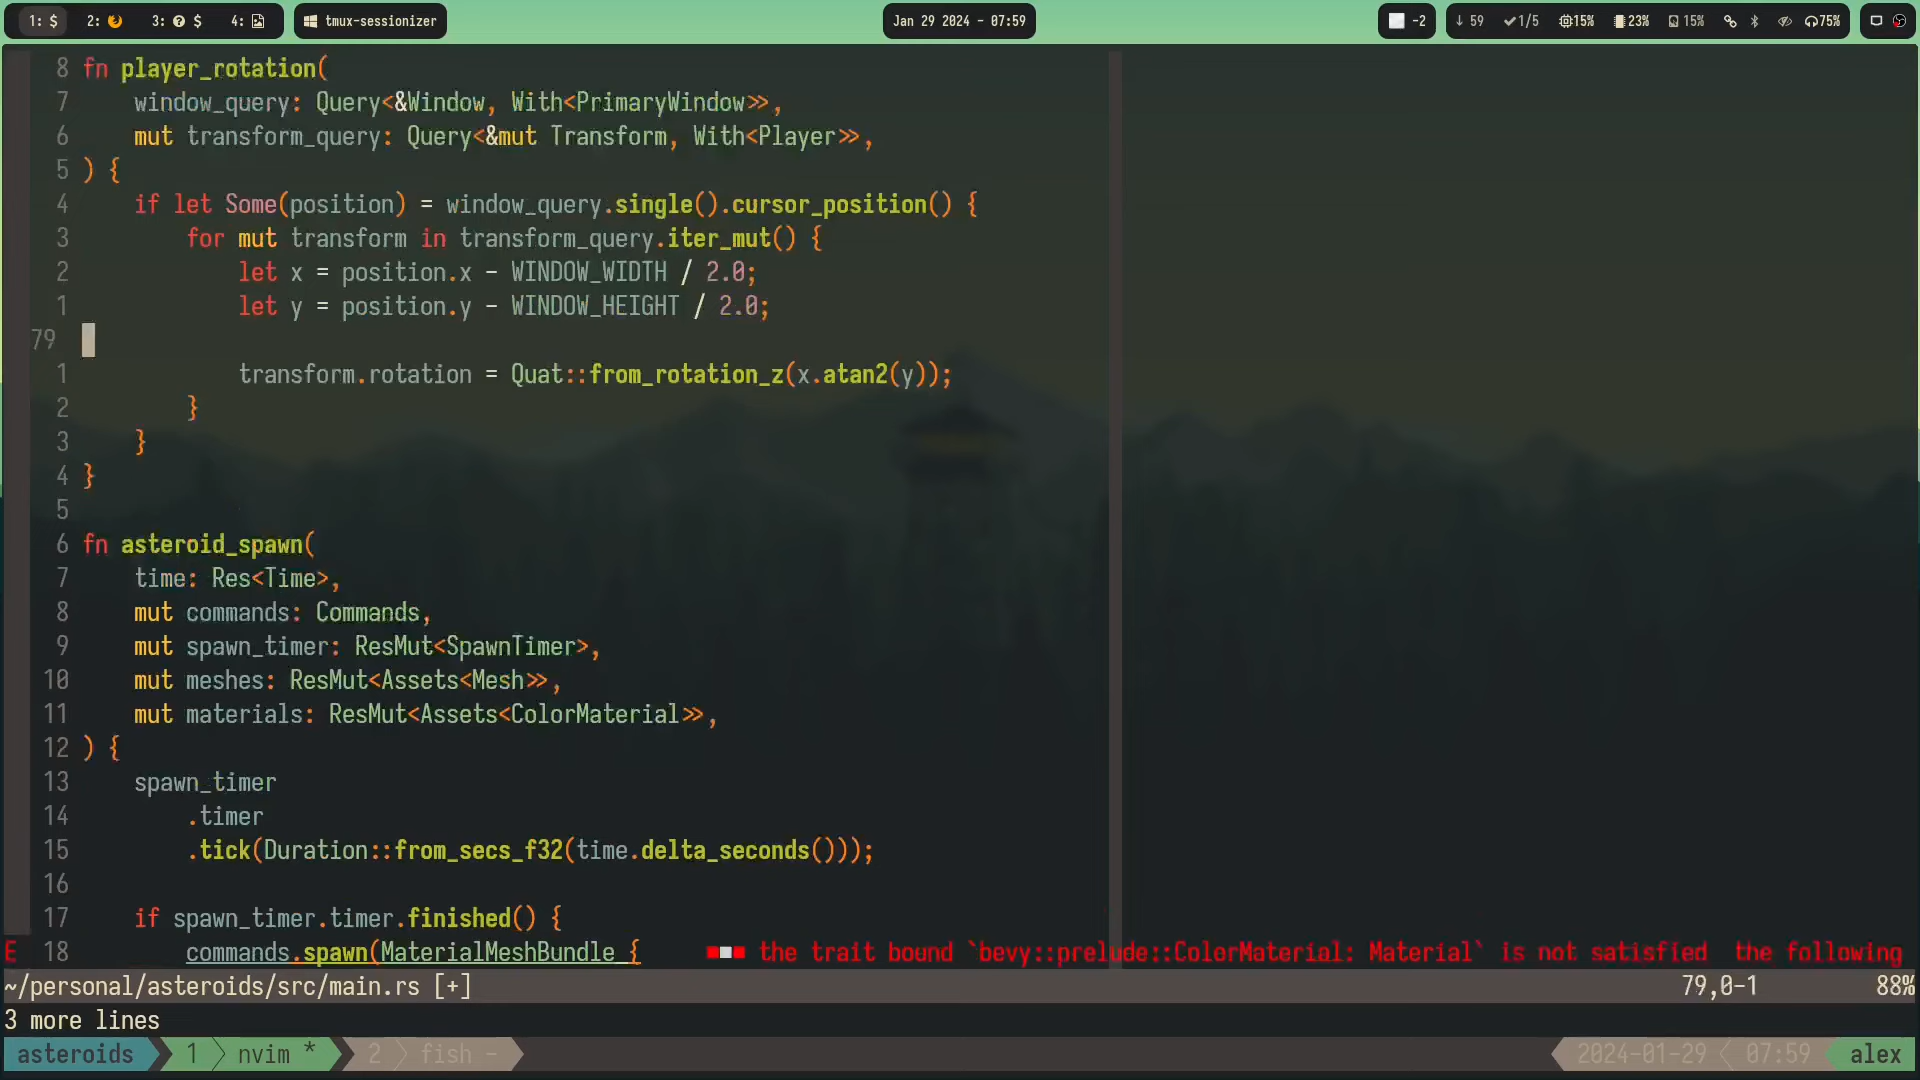 1: $ 2: 3: $ 4: tmux-sessionizer Jan 29 2024 - 07:59 -2 ↓ 59 ✓1/5 15% 23% 15% 75%
8 fn player_rotation(
7 window_query: Query<&Window, With<PrimaryWindow>>,
6 mut transform_query: Query<&mut Transform, With<Player>>,
5 ) {
4 if let Some(position) = window_query.single().cursor_position() {
3 for mut transform in transform_query.iter_mut() {
2 let x = position.x - WINDOW_WIDTH / 2.0;
1 let y = position.y - WINDOW_HEIGHT / 2.0;
79
1 transform.rotation = Quat::from_rotation_z(x.atan2(y));
2 }
3 }
4 }
5
6 fn asteroid_spawn(
7 time: Res<Time>,
8 mut commands: Commands,
9 mut spawn_timer: ResMut<SpawnTimer>,
10 mut meshes: ResMut<Assets<Mesh>>,
11 mut materials: ResMut<Assets<ColorMaterial>>,
12 ) {
13 spawn_timer
14 .timer
15 .tick(Duration::from_secs_f32(time.delta_seconds()));
16
17 if spawn_timer.timer.finished() {
E 18 commands.spawn(MaterialMeshBundle { ■■■ the trait bound `bevy::prelude::ColorMaterial: Material` is not satisfied the following
~/personal/asteroids/src/main.rs [+] 79,0-1 88%
3 more lines
asteroids 1 nvim * 2 fish - 2024-01-29 07:59 alex